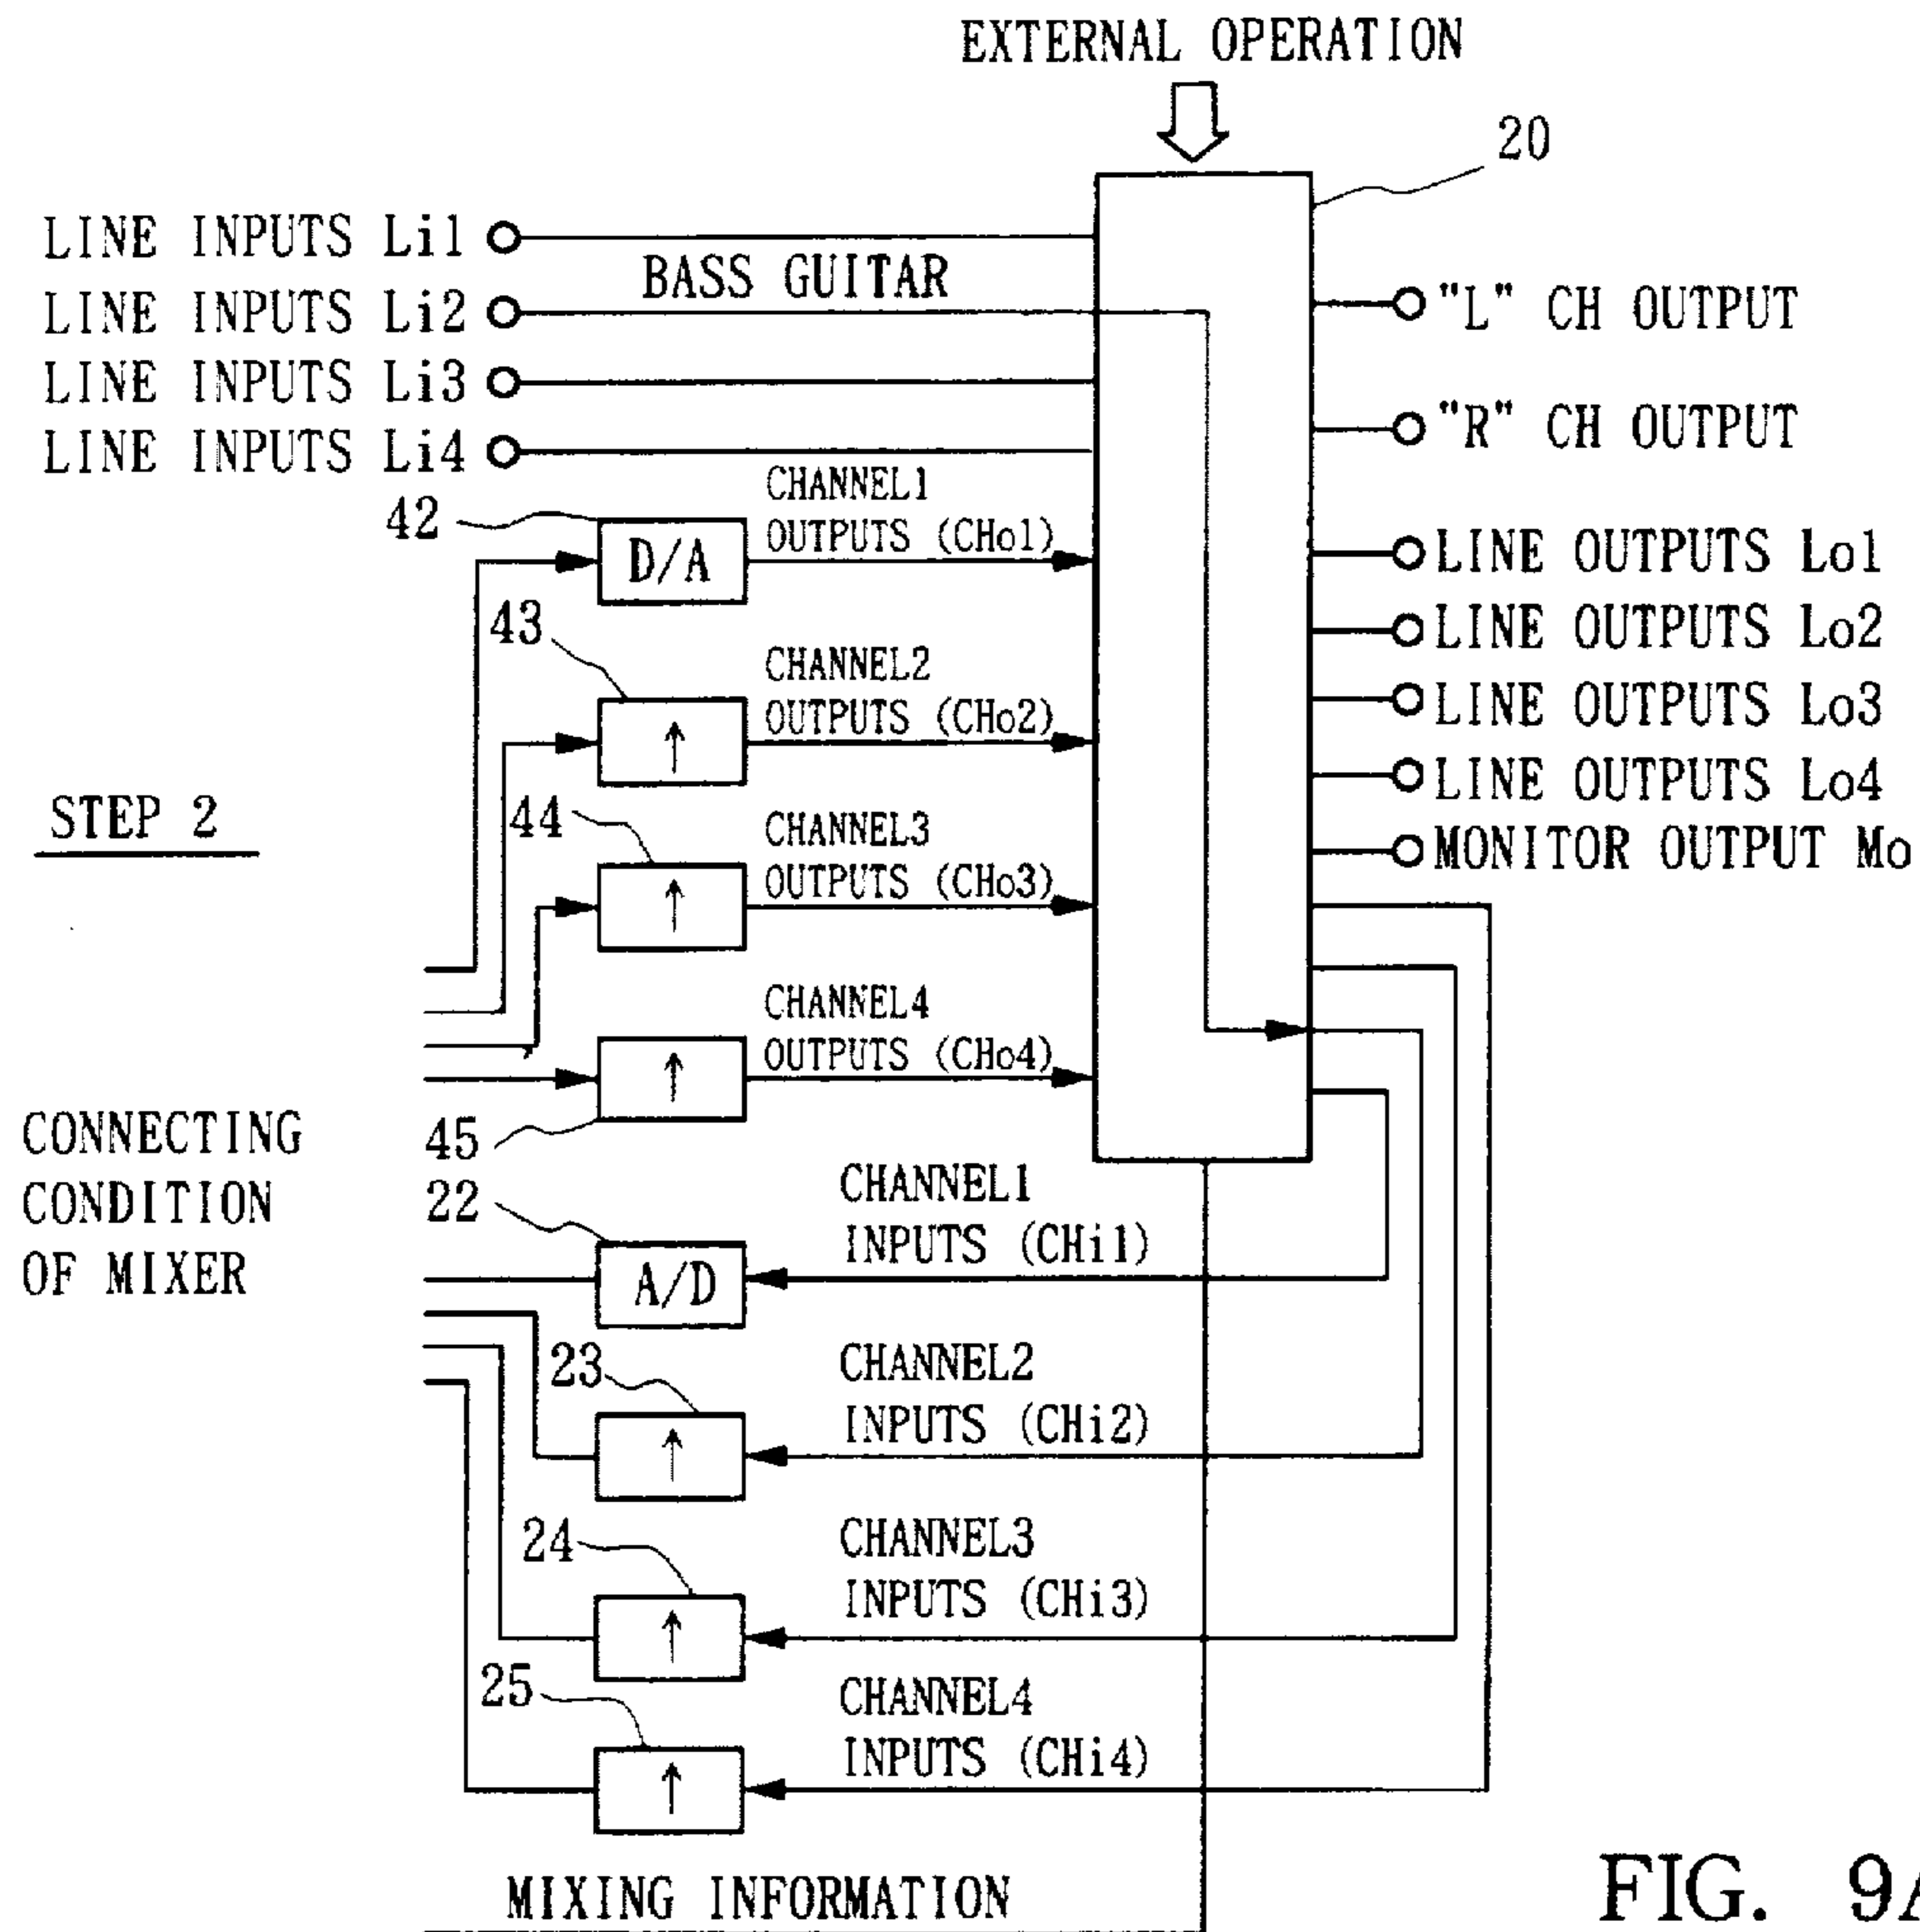 EXTERNAL OPERATION
20
LINE INPUTS Li1
BASS GUITAR
LINE INPUTS Li2
LINE INPUTS Li3
LINE INPUTS Li4
"L" CH OUTPUT
"R" CH OUTPUT
LINE OUTPUTS Lo1
LINE OUTPUTS Lo2
LINE OUTPUTS Lo3
LINE OUTPUTS Lo4
MONITOR OUTPUT Mo
42
D/A
CHANNEL1
OUTPUTS (CHo1)
43
↑
CHANNEL2
OUTPUTS (CHo2)
STEP 2
44
↑
CHANNEL3
OUTPUTS (CHo3)
45
↑
CHANNEL4
OUTPUTS (CHo4)
CONNECTING
CONDITION
OF MIXER
22
A/D
CHANNEL1
INPUTS (CHi1)
23
↑
CHANNEL2
INPUTS (CHi2)
24
↑
CHANNEL3
INPUTS (CHi3)
25
↑
CHANNEL4
INPUTS (CHi4)
MIXING INFORMATION
FIG. 9A